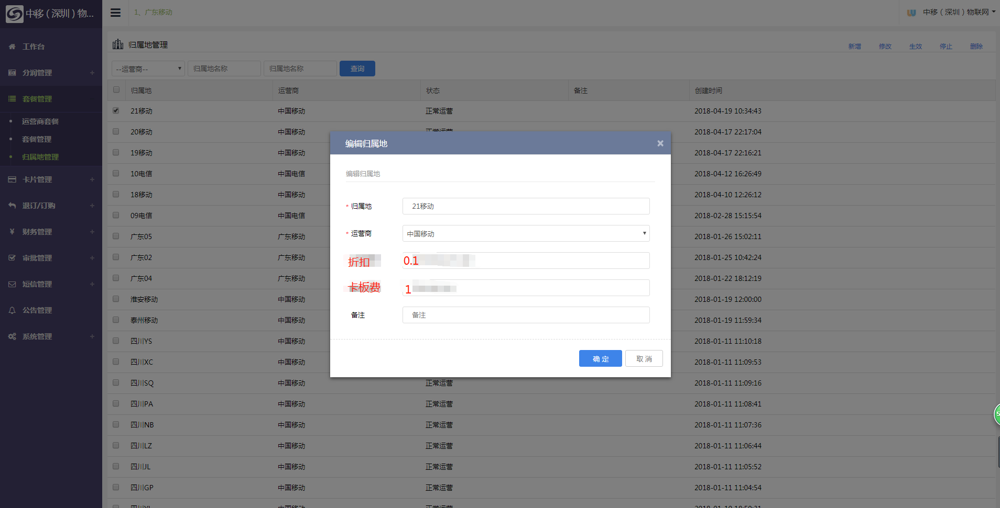 中移（深圳）物...
1、广东移动
中移（深圳）物联网
工作台
分润管理
套餐管理
运营商套餐
套餐管理
归属地管理
卡片管理
退订/订购
财务管理
审批管理
短信管理
公告管理
系统管理
归属地管理
新增 修改 生效 停止 删除
--运营商-- 归属地名称 归属地名称 查询
归属地 运营商 状态 备注 创建时间
21移动 中国移动 正常运营 2018-04-19 10:34:43
20移动 中国移动 正常运营 2018-04-17 22:17:04
19移动 中国移动 2018-04-17 22:16:21
10电信 中国电信 2018-04-12 16:26:49
18移动 中国移动 2018-04-10 12:26:12
09电信 中国电信 2018-02-28 15:15:54
广东05 广东移动 2018-01-26 15:02:11
广东02 广东移动 2018-01-25 10:42:24
广东04 广东移动 2018-01-22 18:12:19
淮安移动 中国移动 2018-01-19 12:00:00
泰州移动 中国移动 2018-01-19 11:59:34
四川YS 中国移动 2018-01-11 11:10:18
四川XC 中国移动 2018-01-11 11:09:53
四川SQ 中国移动 正常运营 2018-01-11 11:09:16
四川PA 中国移动 正常运营 2018-01-11 11:08:41
四川NB 中国移动 正常运营 2018-01-11 11:07:36
四川LZ 中国移动 正常运营 2018-01-11 11:06:44
四川JL 中国移动 正常运营 2018-01-11 11:05:52
四川GP 中国移动 正常运营 2018-01-11 11:04:54
编辑归属地 ×
编辑归属地
* 归属地 21移动
* 运营商 中国移动
折扣 0.1
卡板费 1
备注 备注
确 定 取 消